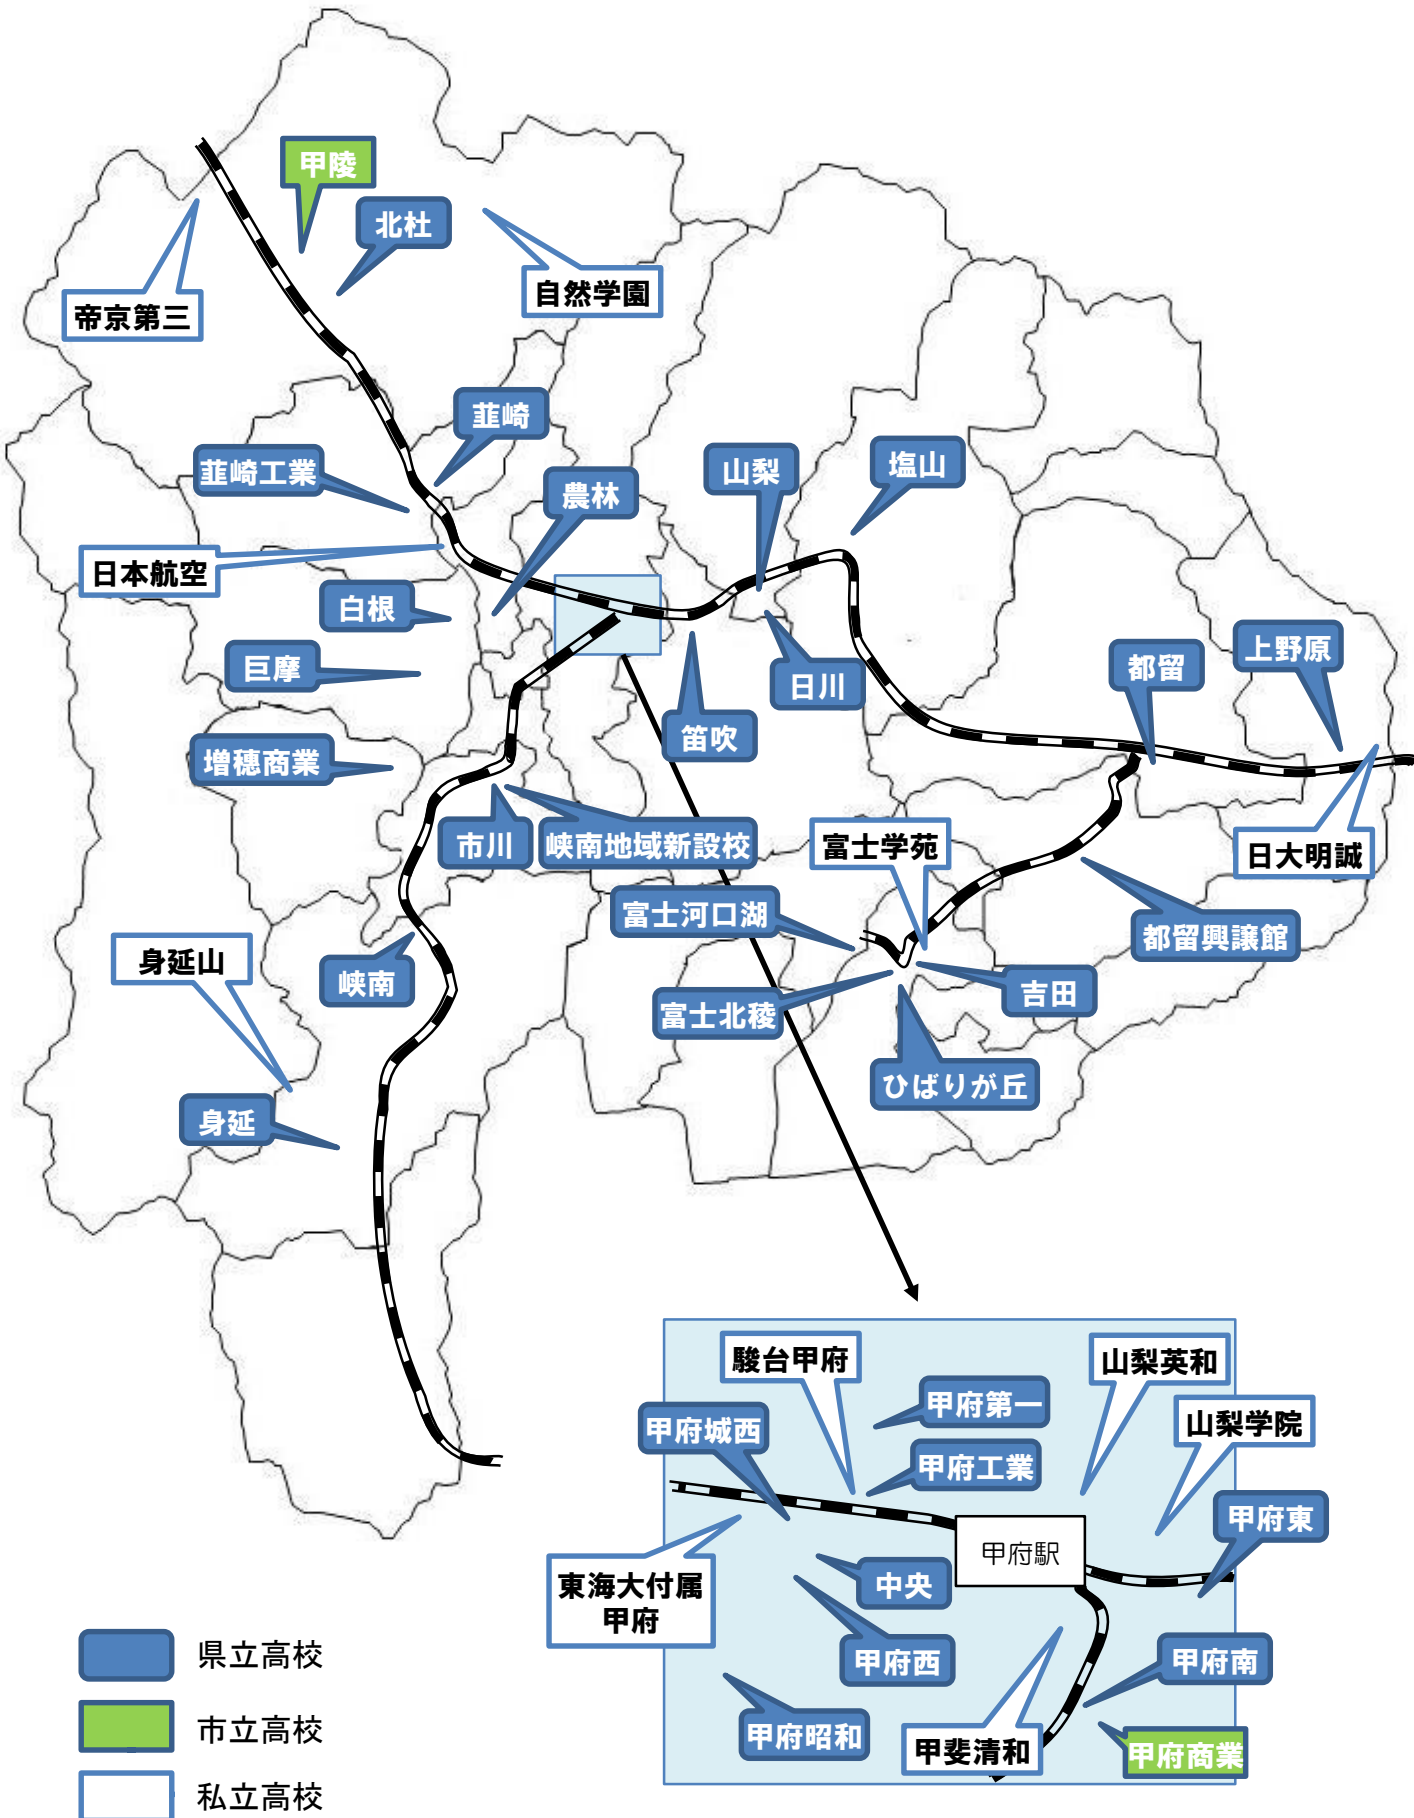 甲陵
北杜
自然学園
帝京第三
韮崎
韮崎工業
農林
山梨
塩山
日本航空
白根
巨摩
日川
都留
上野原
笛吹
増穂商業
市川
峡南地域新設校
富士学苑
日大明誠
富士河口湖
都留興譲館
身延山
峡南
富士北稜
吉田
ひばりが丘
身延
駿台甲府
山梨英和
甲府第一
山梨学院
甲府城西
甲府工業
甲府東
甲府駅
東海大付属
甲府
中央
甲府西
甲府南
甲府昭和
甲斐清和
甲府商業
県立高校
市立高校
私立高校